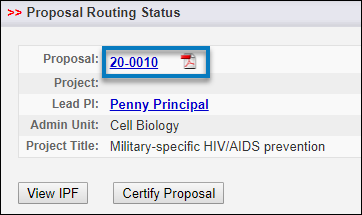 >> Proposal Routing Status
Proposal: 20-0010
Project:
Lead PI: Penny Principal
Admin Unit: Cell Biology
Project Title: Military-specific HIV/AIDS prevention
View IPF Certify Proposal